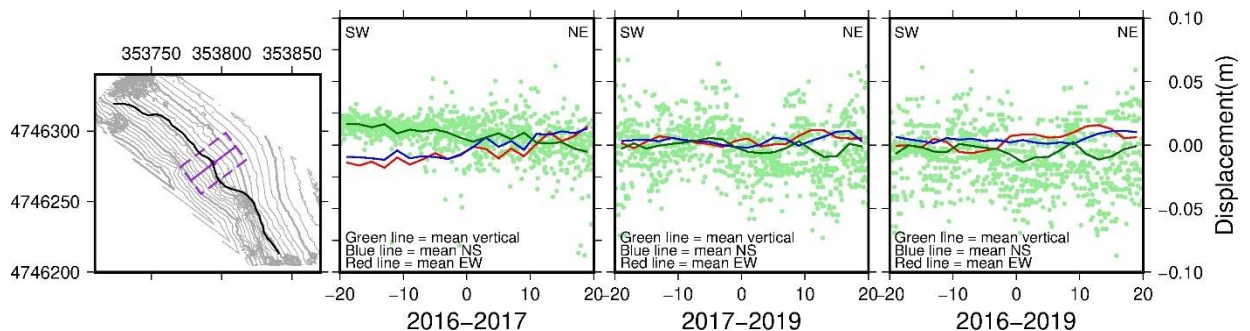 353750 353800 353850
4746300
4746250
4746200
SW NE
Green line = mean vertical
Blue line = mean NS
Red line = mean EW
−20 −10 0 10 20
2016−2017
SW NE
Green line = mean vertical
Blue line = mean NS
Red line = mean EW
−20 −10 0 10 20
2017−2019
SW NE
Green line = mean vertical
Blue line = mean NS
Red line = mean EW
−20 −10 0 10 20
2016−2019
0.10
0.05
0.00
−0.05
−0.10
Displacement(m)